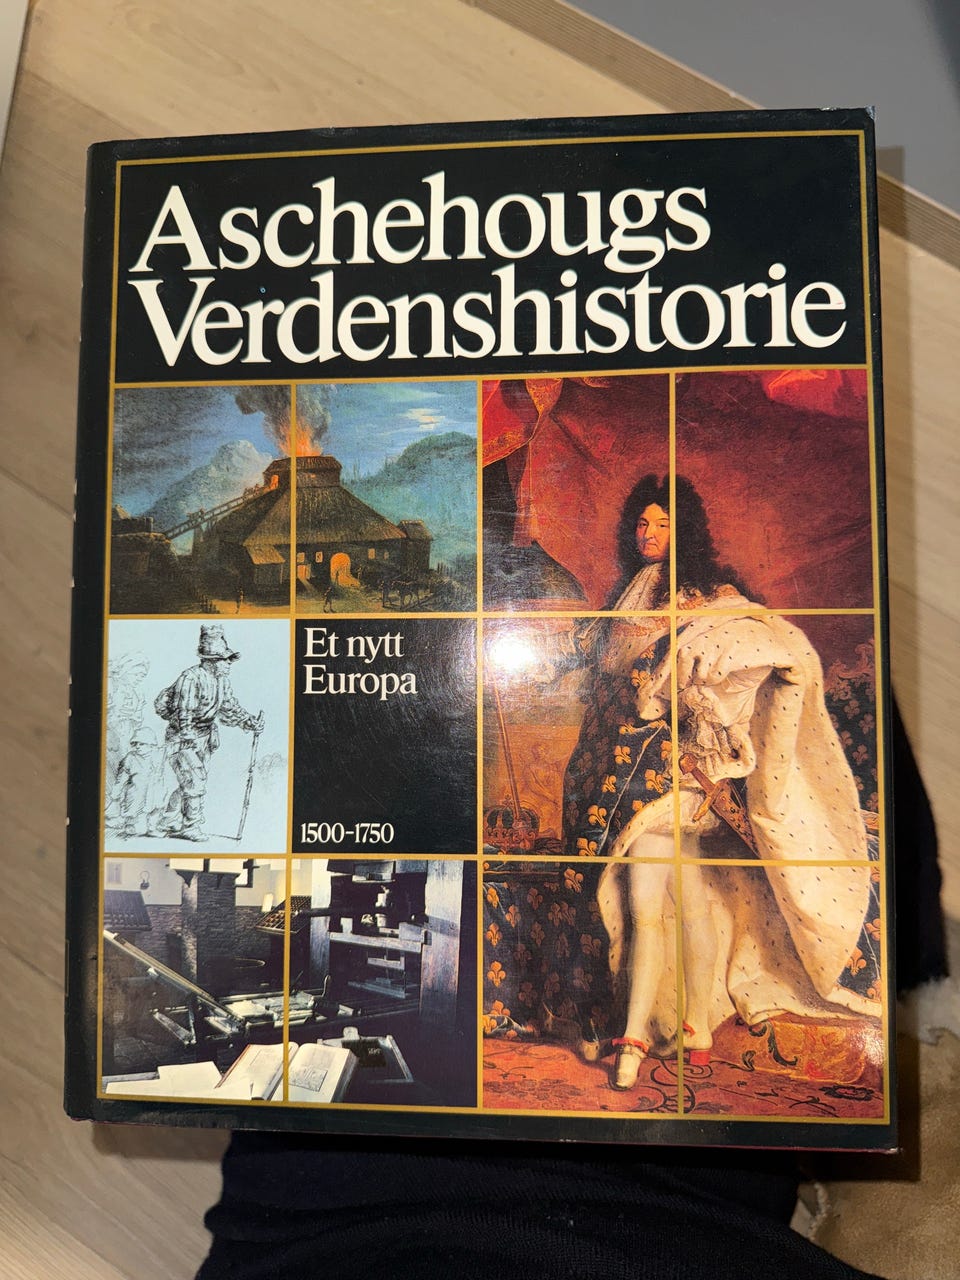 Aschehougs
Verdenshistorie
Et nytt
Europa
1500-1750